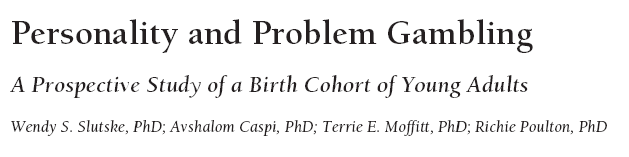 Personality and Problem Gambling
A Prospective Study of a Birth Cohort of Young Adults
Wendy S. Slutske, PhD; Avshalom Caspi, PhD; Terrie E. Moffitt, PhD; Richie Poulton, PhD